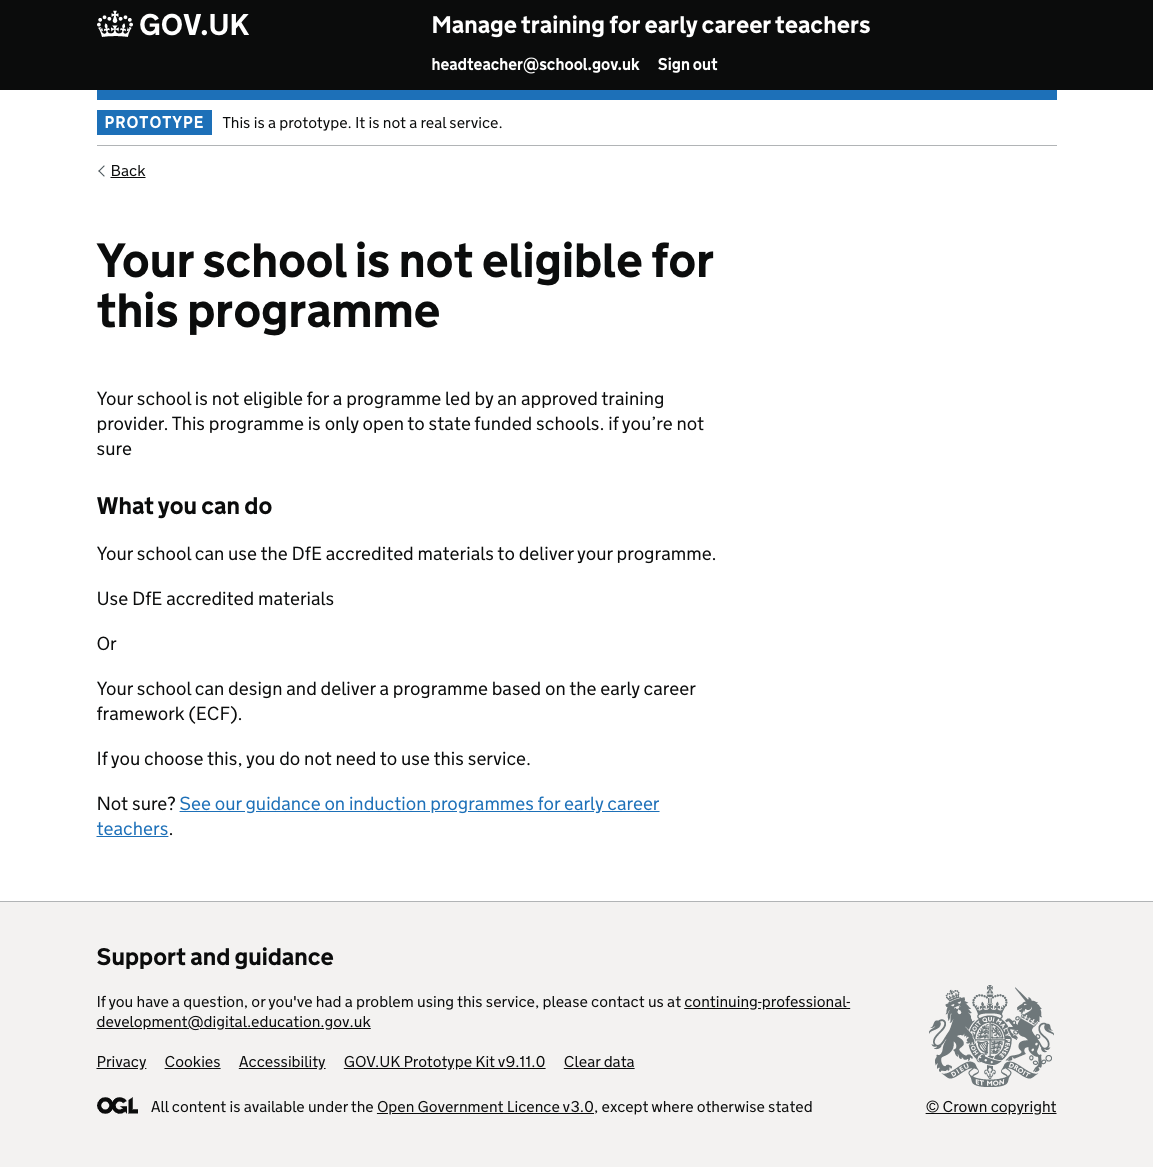 GOV.UK
Manage training for early career teachers
headteacher@school.gov.uk Sign out
PROTOTYPE This is a prototype. It is not a real service.
Back
Your school is not eligible for
this programme
Your school is not eligible for a programme led by an approved training
provider. This programme is only open to state funded schools. if you’re not
sure
What you can do
Your school can use the DfE accredited materials to deliver your programme.
Use DfE accredited materials
Or
Your school can design and deliver a programme based on the early career
framework (ECF).
If you choose this, you do not need to use this service.
Not sure? See our guidance on induction programmes for early career
teachers.
Support and guidance
If you have a question, or you've had a problem using this service, please contact us at continuing-professional-
development@digital.education.gov.uk
Privacy Cookies Accessibility GOV.UK Prototype Kit v9.11.0 Clear data
OGL All content is available under the Open Government Licence v3.0, except where otherwise stated
DIEU ET MON DROIT
© Crown copyright